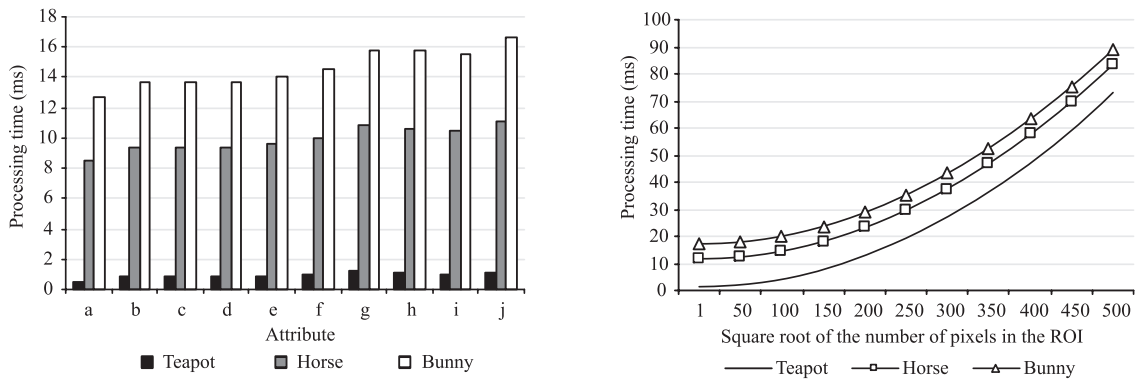 18
16
14
12
10
8
6
4
2
0
Processing time (ms)
a b c d e f g h i j
Attribute
Teapot Horse Bunny
100
90
80
70
60
50
40
30
20
10
0
Processing time (ms)
1 50 100 150 200 250 300 350 400 450 500
Square root of the number of pixels in the ROI
Teapot Horse Bunny